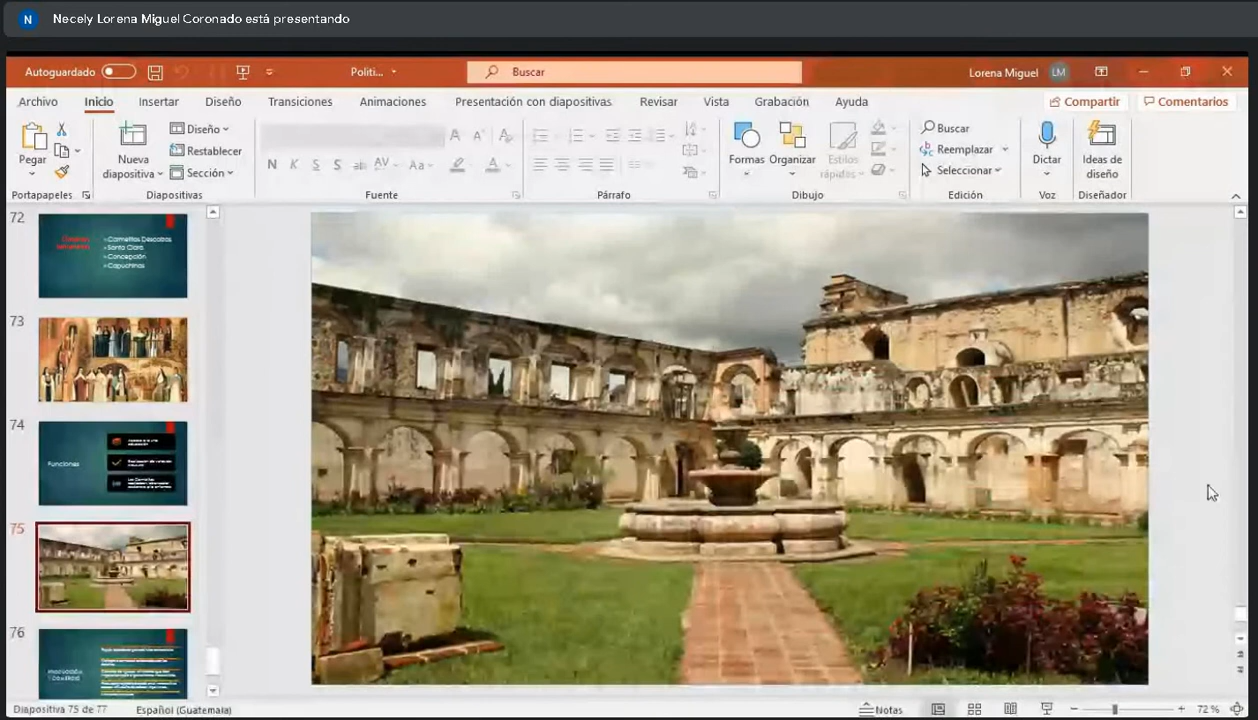 N Necely Lorena Miguel Coronado está presentando
Autoguardado Politi... Buscar Lorena Miguel LM
Archivo Inicio Insertar Diseño Transiciones Animaciones Presentación con diapositivas Revisar Vista Grabación Ayuda Compartir Comentarios
Pegar
Nueva diapositiva
Diseño
Restablecer
Sección
N K S S ab AV Aa A
Formas Organizar Estilos rápidos
Buscar
Reemplazar
Seleccionar
Dictar
Ideas de diseño
Portapapeles Diapositivas Fuente Párrafo Dibujo Edición Voz Diseñador
72
Carmelitas Descalzas
Santa Clara
Concepción
Capuchinas
73
74
Funciones
75
76
Diapositiva 75 de 77 Español (Guatemala) Notas 72 %